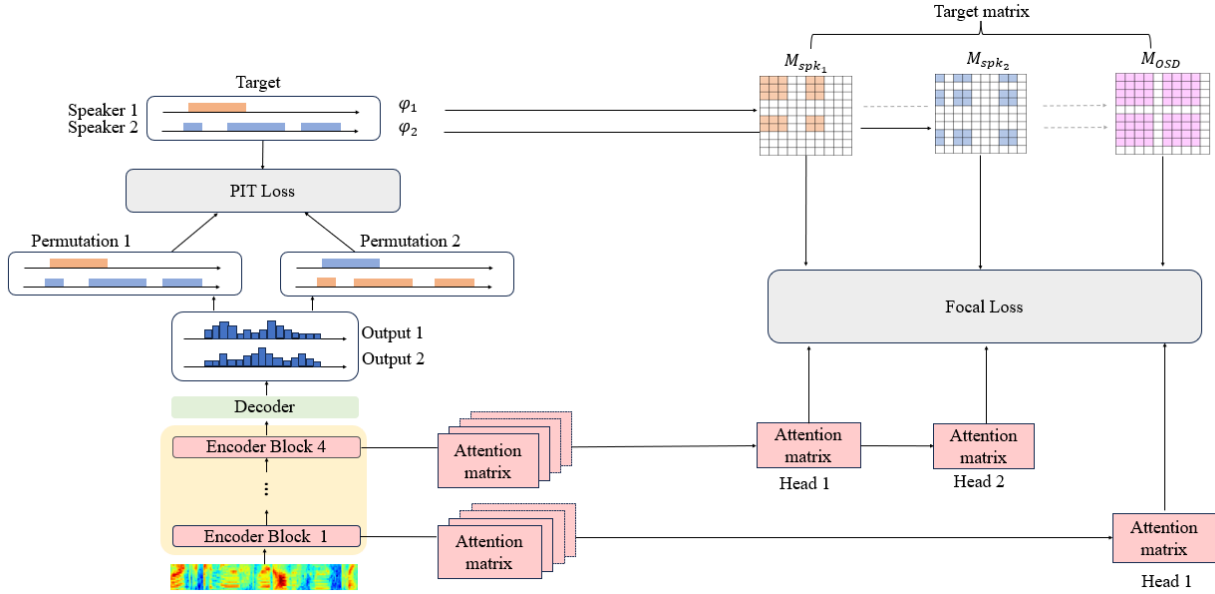 Target matrix
Target
M_{spk_1}
M_{spk_2}
M_{OSD}
Speaker 1
φ_1
Speaker 2
φ_2
PIT Loss
Permutation 1
Permutation 2
Focal Loss
Output 1
Output 2
Decoder
Encoder Block 4
⋮
Encoder Block 1
Attention
matrix
Attention
matrix
Attention
matrix
Head 1
Attention
matrix
Head 2
Attention
matrix
Head 1